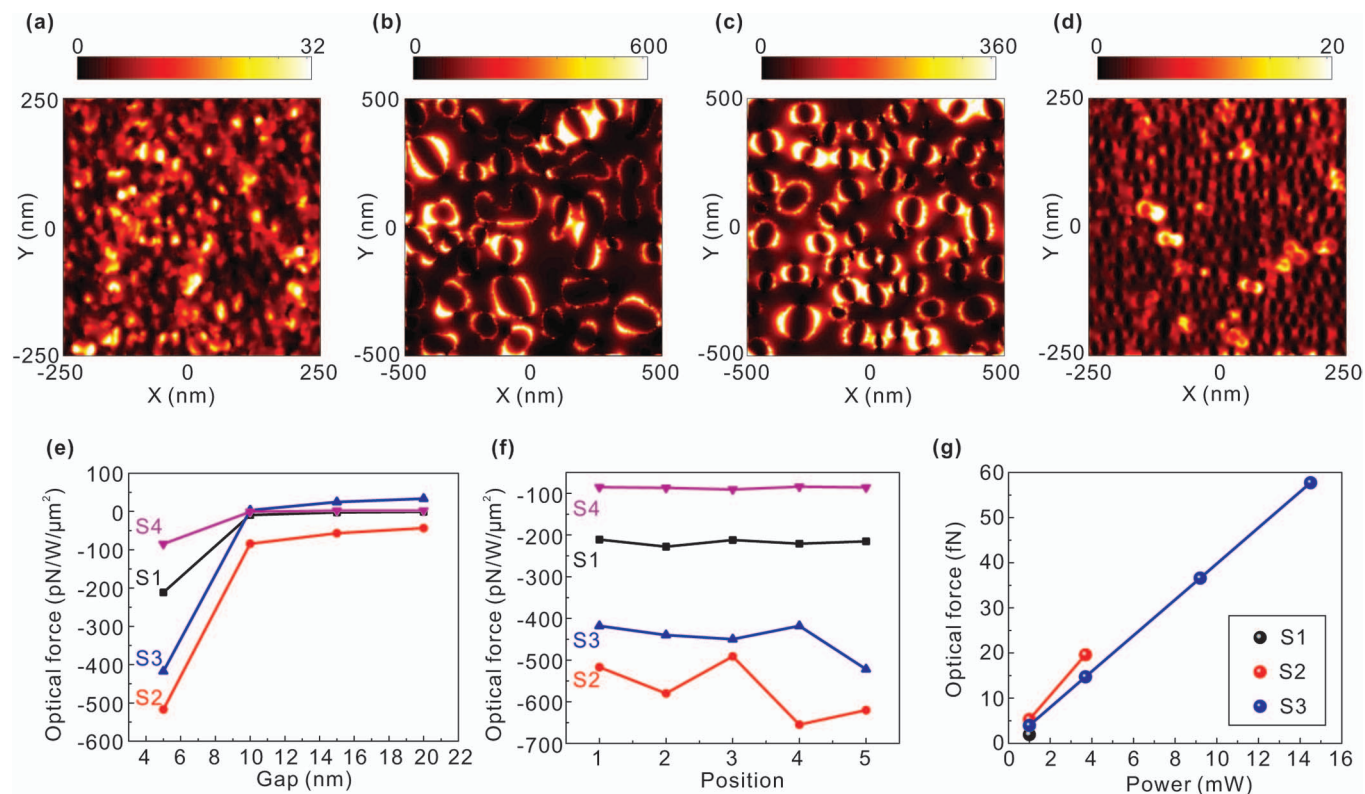 (a)
(b)
(c)
(d)
0 32
0 600
0 360
0 20
250
0
-250
Y (nm)
-250 0 250
X (nm)
500
0
-500
Y (nm)
-500 0 500
X (nm)
500
0
-500
Y (nm)
-500 0 500
X (nm)
250
0
-250
Y (nm)
-250 0 250
X (nm)
(e)
Optical force (pN/W/µm²)
100
0
-100
-200
-300
-400
-500
-600
S4
S1
S3
S2
4 6 8 10 12 14 16 18 20 22
Gap (nm)
(f)
Optical force (pN/W/µm²)
-100
-200
-300
-400
-500
-600
-700
S4
S1
S3
S2
1 2 3 4 5
Position
(g)
Optical force (fN)
60
50
40
30
20
10
0
S1
S2
S3
0 2 4 6 8 10 12 14 16
Power (mW)